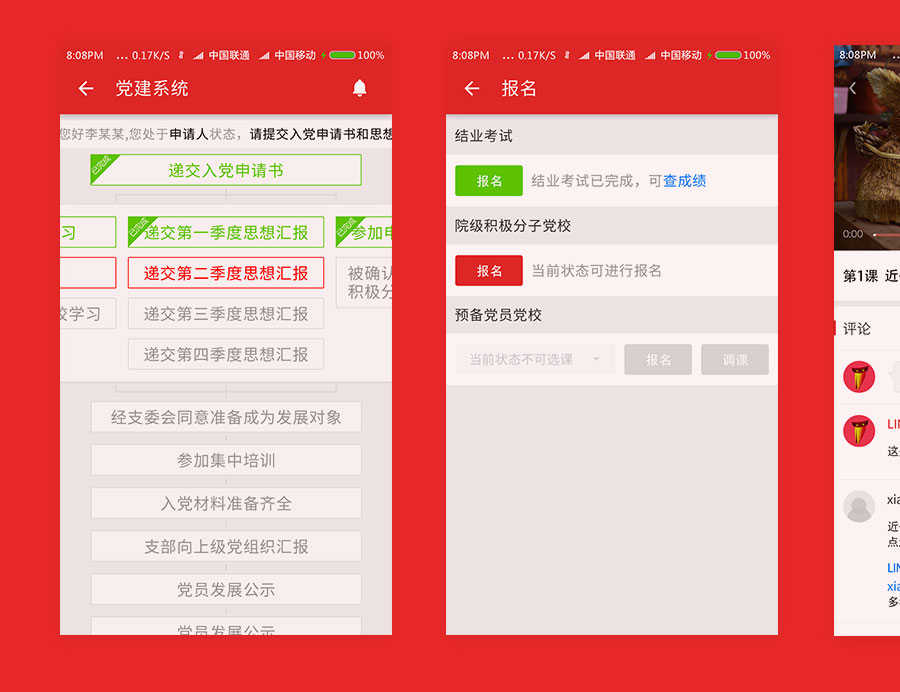 8:08PM ... 0.17K/S 中国联通 中国移动 100%
党建系统
您好李某某,您处于申请人状态，请提交入党申请书和思想
已完成
递交入党申请书
习
已完成
递交第一季度思想汇报
已完成
参加
递交第二季度思想汇报
被确认
积极分
校学习
递交第三季度思想汇报
递交第四季度思想汇报
经支委会同意准备成为发展对象
参加集中培训
入党材料准备齐全
支部向上级党组织汇报
党员发展公示
党员发展公示
8:08PM ... 0.17K/S 中国联通 中国移动 100%
报名
结业考试
报名 结业考试已完成，可查成绩
院级积极分子党校
报名 当前状态可进行报名
预备党员党校
当前状态不可选课 报名 调课
8:08PM ...
0:00
第1课 近
评论
LIN
这
xia
近
点
LIN
xia
多